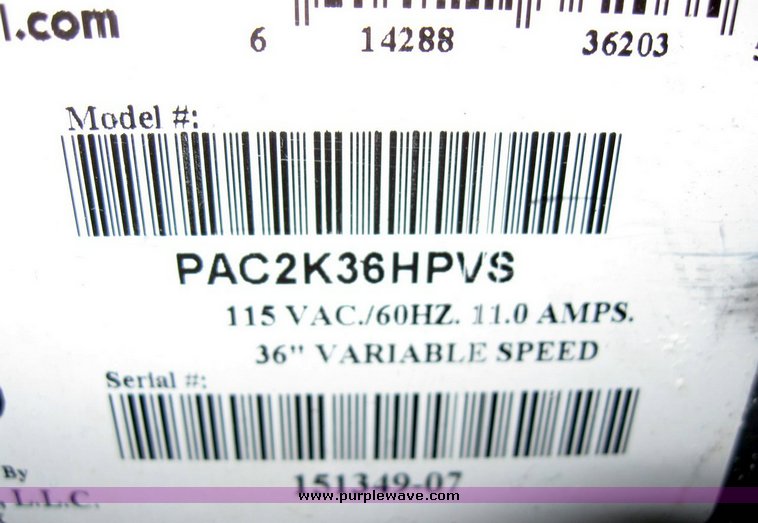 l.com
6 14288 36203 5
Model #:
PAC2K36HPVS
115 VAC./60HZ. 11.0 AMPS.
36" VARIABLE SPEED
Serial #:
151349-07
By
L.L.C.
www.purplewave.com